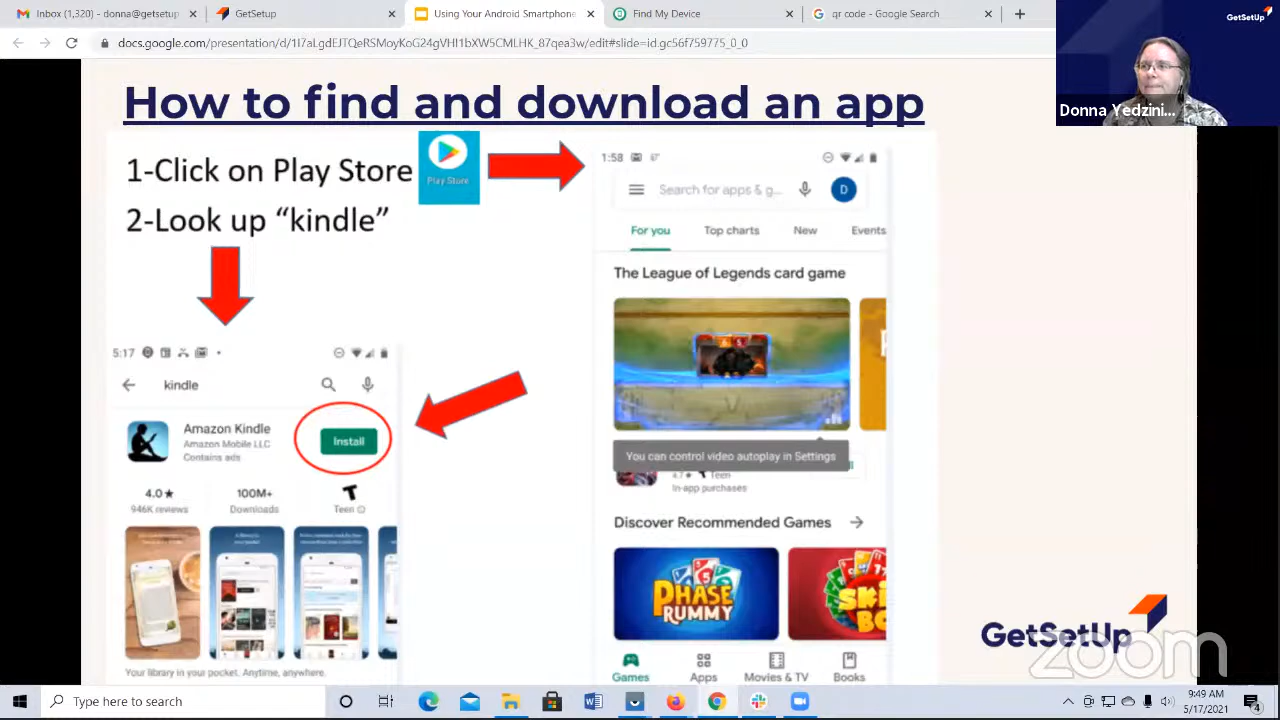 Inbox (1,320) - donna@getsetu
GetSetUp
Using Your Android Smartphone
Find My Device
qr code - Google Search
GetSetUp
docs.google.com/presentation/d/
edit#slide=id.gc56f759775_0_0
Donna Yedzini...
How to find and download an app
1-Click on Play Store
Play Store
2-Look up “kindle”
1:58
Search for apps & g...
D
For you
Top charts
New
Events
The League of Legends card game
You can control video autoplay in Settings
4.7★
Teen
In-app purchases
Discover Recommended Games
PHASE
RUMMY
SKI
BO
Games
Apps
Movies & TV
Books
5:17
kindle
Amazon Kindle
Amazon Mobile LLC
Contains ads
Install
4.0★
100M+
946K reviews
Downloads
Teen
Your library in your pocket. Anytime, anywhere.
GetSetUp
zoom
Type here to search
9:49 AM
5/17/2021